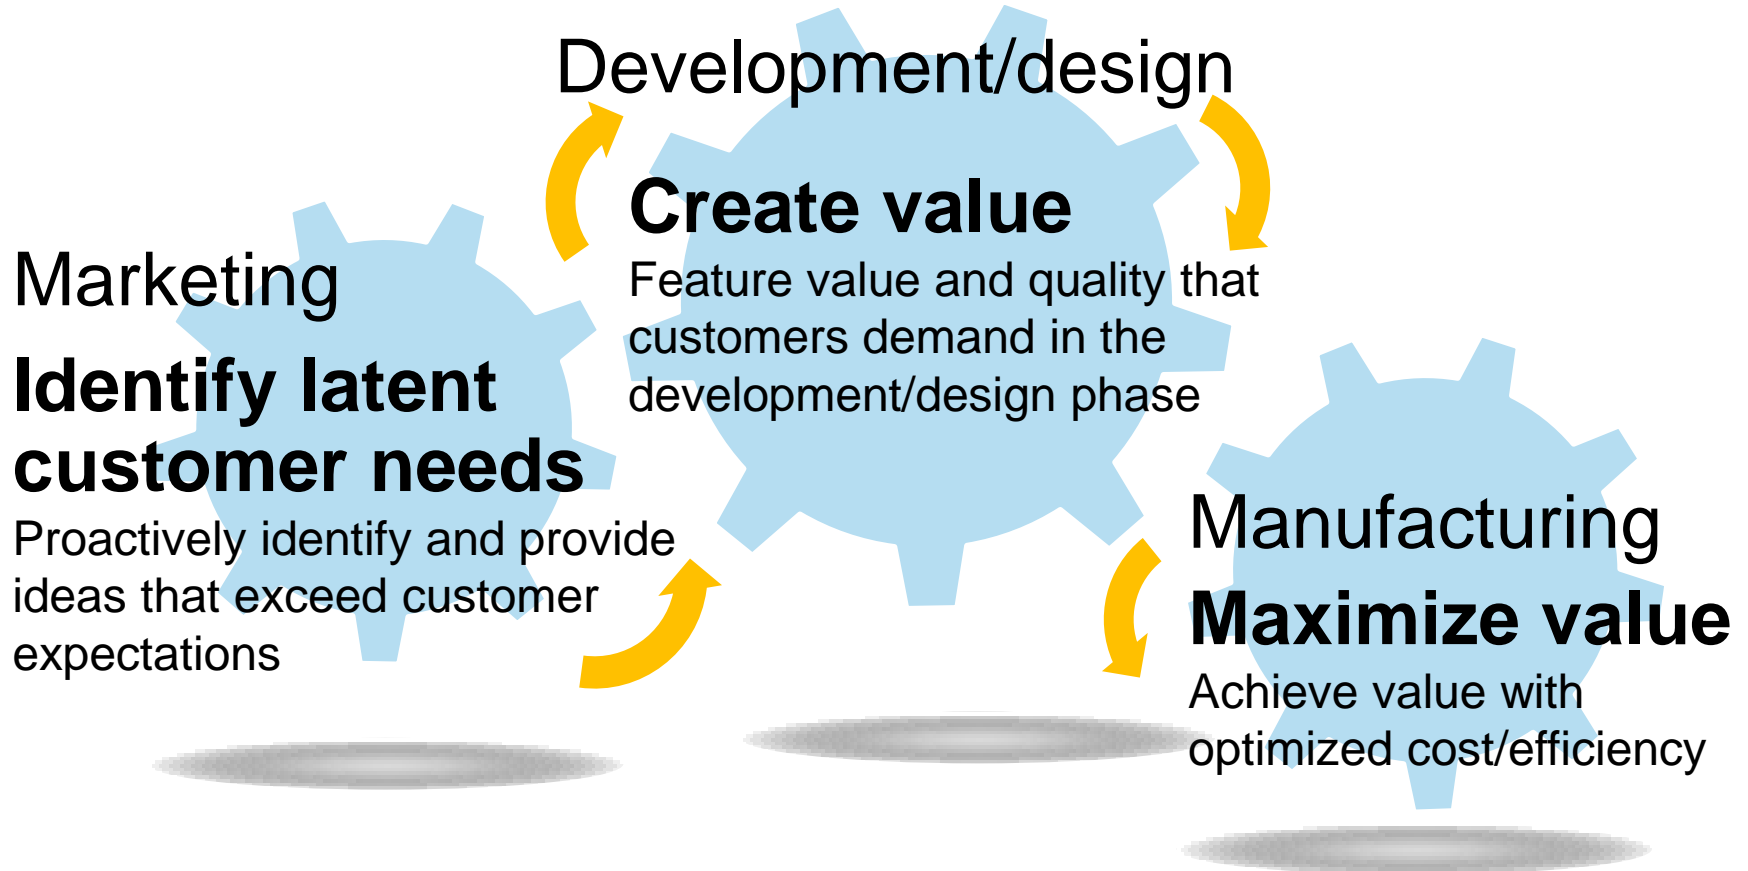 Development/design
Create value
Feature value and quality that
customers demand in the
development/design phase
Marketing
Identify latent
customer needs
Proactively identify and provide
ideas that exceed customer
expectations
Manufacturing
Maximize value
Achieve value with
optimized cost/efficiency